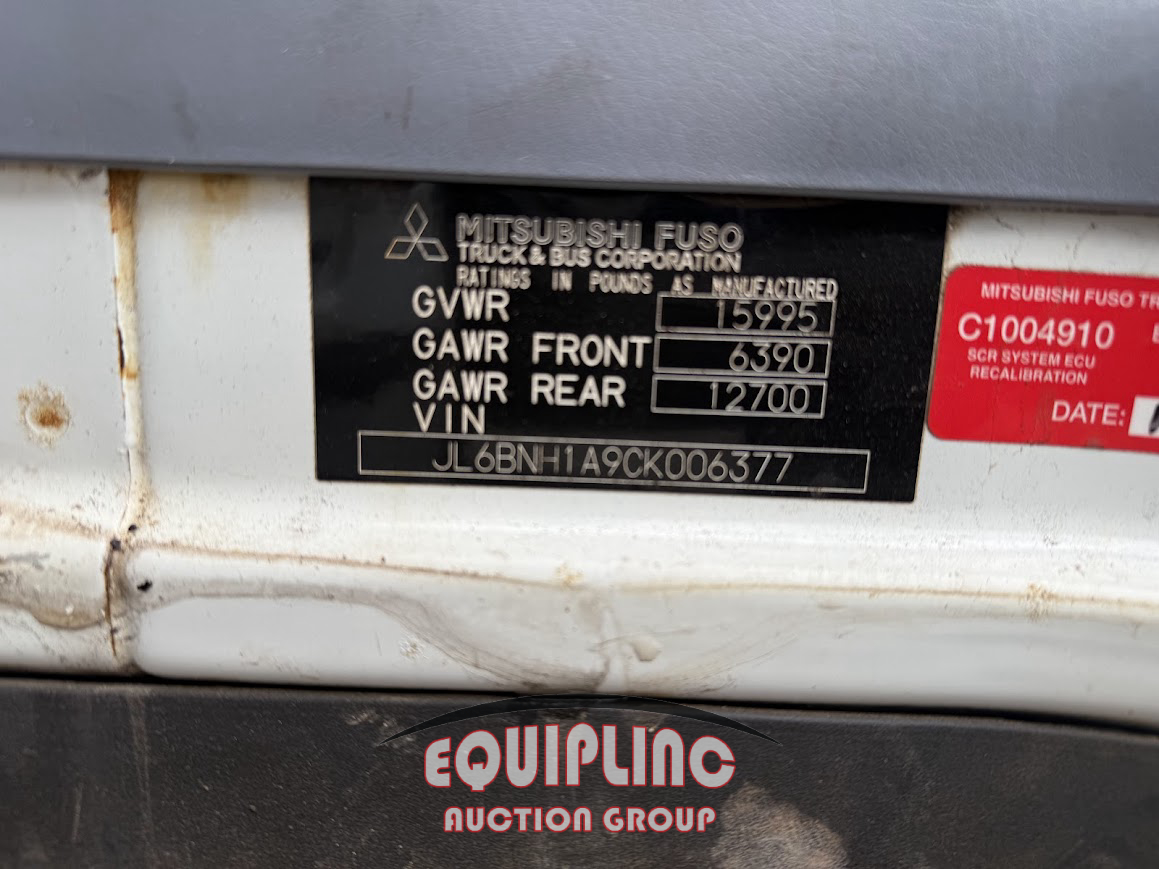 MITSUBISHI FUSO
TRUCK & BUS CORPORATION
RATINGS IN POUNDS AS MANUFACTURED
GVWR 15995
GAWR FRONT 6390
GAWR REAR 12700
VIN
JL6BNH1A9CK006377
MITSUBISHI FUSO TR
C1004910
SCR SYSTEM ECU
RECALIBRATION
DATE:
EQUIPLINC
AUCTION GROUP